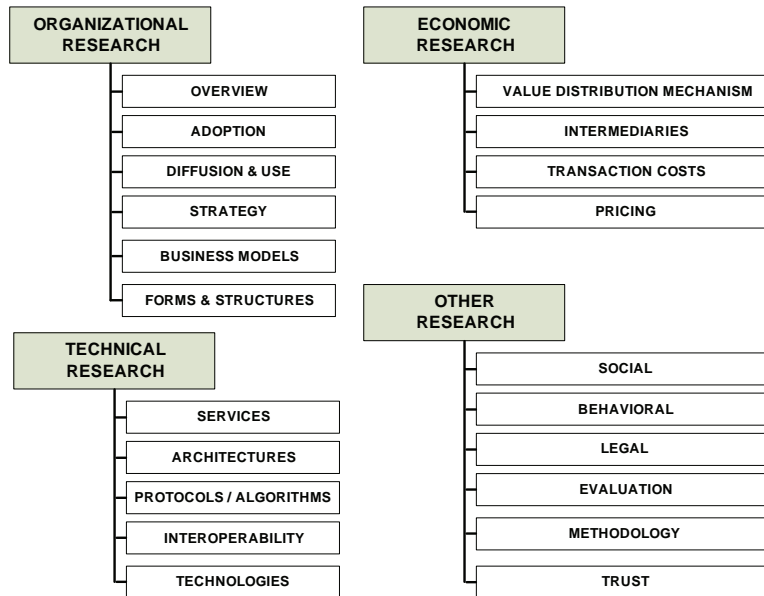 ORGANIZATIONAL
RESEARCH
OVERVIEW
ADOPTION
DIFFUSION & USE
STRATEGY
BUSINESS MODELS
FORMS & STRUCTURES
TECHNICAL
RESEARCH
SERVICES
ARCHITECTURES
PROTOCOLS / ALGORITHMS
INTEROPERABILITY
TECHNOLOGIES
ECONOMIC
RESEARCH
VALUE DISTRIBUTION MECHANISM
INTERMEDIARIES
TRANSACTION COSTS
PRICING
OTHER
RESEARCH
SOCIAL
BEHAVIORAL
LEGAL
EVALUATION
METHODOLOGY
TRUST